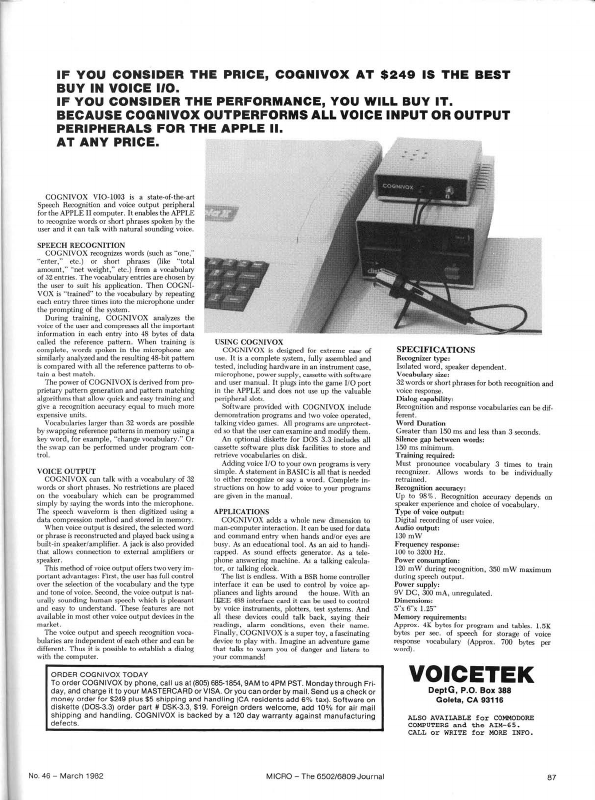 IF YOU CONSIDER THE PRICE, COGNIVOX AT $249 IS THE BEST
BUY IN VOICE I/O.
IF YOU CONSIDER THE PERFORMANCE, YOU WILL BUY IT.
BECAUSE COGNIVOX OUTPERFORMS ALL VOICE INPUT OR OUTPUT
PERIPHERALS FOR THE APPLE II.
AT ANY PRICE.
COGNIVOX VIO-1003 is a state-of-the-art
Speech Recognition and voice output peripheral
for the APPLE II computer. It enables the APPLE
to recognize words or short phrases spoken by the
user and it can talk with natural sounding voice.
SPEECH RECOGNITION
COGNIVOX recognizes words (such as "one,"
"enter," etc.) or short phrases (like "total
amount," "net weight," etc.) from a vocabulary
of 32 entries. The vocabulary entries are chosen by
the user to suit his application. Then COGNI-
VOX is "trained" to the vocabulary by repeating
each entry three times into the microphone under
the prompting of the system.
During training, COGNIVOX analyzes the
voice of the user and compresses all the important
information in each entry into 48 bytes of data
called the reference pattern. When training is
complete, words spoken in the microphone are
similarly analyzed and the resulting 48-bit pattern
is compared with all the reference patterns to ob-
tain a best match.
The power of COGNIVOX is derived from pro-
prietary pattern generation and pattern matching
algorithms that allow quick and easy training and
give a recognition accuracy equal to much more
expensive units.
Vocabularies larger than 32 words are possible
by swapping reference patterns in memory using a
key word, for example, "change vocabulary." Or
the swap can be performed under program con-
trol.
VOICE OUTPUT
COGNIVOX can talk with a vocabulary of 32
words or short phrases. No restrictions are placed
on the vocabulary which can be programmed
simply by saying the words into the microphone.
The speech waveform is then digitized using a
data compression method and stored in memory.
When voice output is desired, the selected word
or phrase is reconstructed and played back using a
built-in speaker/amplifier. A jack is also provided
that allows connection to external amplifiers or
speaker.
This method of voice output offers two very im-
portant advantages: First, the user has full control
over the selection of the vocabulary and the type
and tone of voice. Second, the voice output is nat-
urally sounding human speech which is pleasant
and easy to understand. These features are not
available in most other voice output devices in the
market.
The voice output and speech recognition voca-
bularies are independent of each other and can be
different. Thus it is possible to establish a dialog
with the computer.
COGNIVOX
USING COGNIVOX
COGNIVOX is designed for extreme ease of
use. It is a complete system, fully assembled and
tested, including hardware in an instrument case,
microphone, power supply, cassette with software
and user manual. It plugs into the game I/O port
in the APPLE and does not use up the valuable
peripheral slots.
Software provided with COGNIVOX include
demonstration programs and two voice operated,
talking video games. All programs are unprotect-
ed so that the user can examine and modify them.
An optional diskette for DOS 3.3 includes all
cassette software plus disk facilities to store and
retrieve vocabularies on disk.
Adding voice I/O to your own programs is very
simple. A statement in BASIC is all that is needed
to either recognize or say a word. Complete in-
structions on how to add voice to your programs
are given in the manual.
APPLICATIONS
COGNIVOX adds a whole new dimension to
man-computer interaction. It can be used for data
and command entry when hands and/or eyes are
busy. As an educational tool. As an aid to handi-
capped. As sound effects generator. As a tele-
phone answering machine. As a talking calcula-
tor, or talking clock.
The list is endless. With a BSR home controller
interface it can be used to control by voice ap-
pliances and lights around the house. With an
IEEE 488 interface card it can be used to control
by voice instruments, plotters, test systems. And
all these devices could talk back, saying their
readings, alarm conditions, even their name.
Finally, COGNIVOX is a super toy, a fascinating
device to play with. Imagine an adventure game
that talks to warn you of danger and listens to
your commands!
SPECIFICATIONS
Recognizer type:
Isolated word, speaker dependent.
Vocabulary size:
32 words or short phrases for both recognition and
voice response.
Dialog capability:
Recognition and response vocabularies can be dif-
ferent.
Word Duration
Greater than 150 ms and less than 3 seconds.
Silence gap between words:
150 ms minimum.
Training required:
Must pronounce vocabulary 3 times to train
recognizer. Allows words to be individually
retrained.
Recognition accuracy:
Up to 98%. Recognition accuracy depends on
speaker experience and choice of vocabulary.
Type of voice output:
Digital recording of user voice.
Audio output:
130 mW
Frequency response:
100 to 3200 Hz.
Power consumption:
120 mW during recognition, 350 mW maximum
during speech output.
Power supply:
9V DC, 300 mA, unregulated.
Dimensions:
5"x 6"x 1.25"
Memory requirements:
Approx. 4K bytes for program and tables. 1.5K
bytes per sec. of speech for storage of voice
response vocabulary (Approx. 700 bytes per
word).
ORDER COGNIVOX TODAY
To order COGNIVOX by phone, call us at (805) 685-1854, 9AM to 4PM PST. Monday through Fri-
day, and charge it to your MASTERCARD or VISA. Or you can order by mail. Send us a check or
money order for $249 plus $5 shipping and handling (CA residents add 6% tax). Software on
diskette (DOS-3.3) order part # DSK-3.3, $19. Foreign orders welcome, add 10% for air mail
shipping and handling. COGNIVOX is backed by a 120 day warranty against manufacturing
defects.
VOICETEK
Dept G, P.O. Box 388
Goleta, CA 93116
ALSO AVAILABLE for COMMODORE
COMPUTERS and the AIM-65.
CALL or WRITE for MORE INFO.
No. 46 – March 1982
MICRO – The 6502/6809 Journal
87